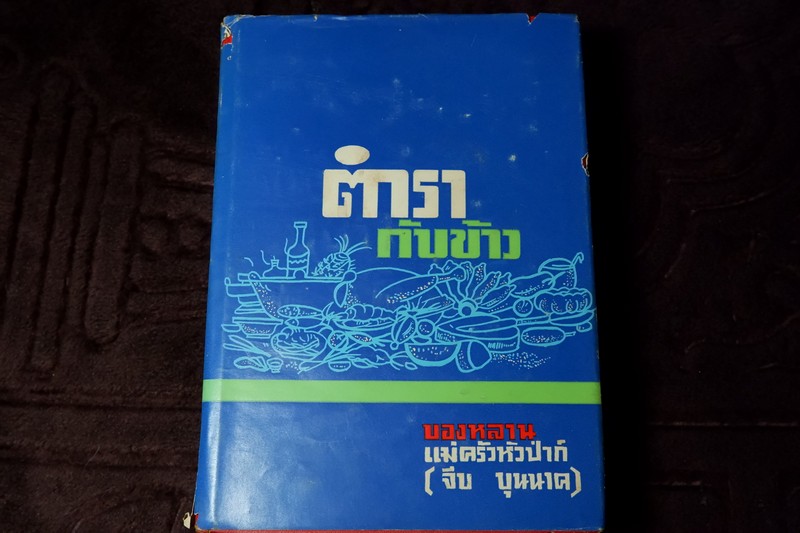 ตำรา
กับข้าว
ของหลาน
แม่ครัวหัวป่าก์
(จีบ บุนนาค)